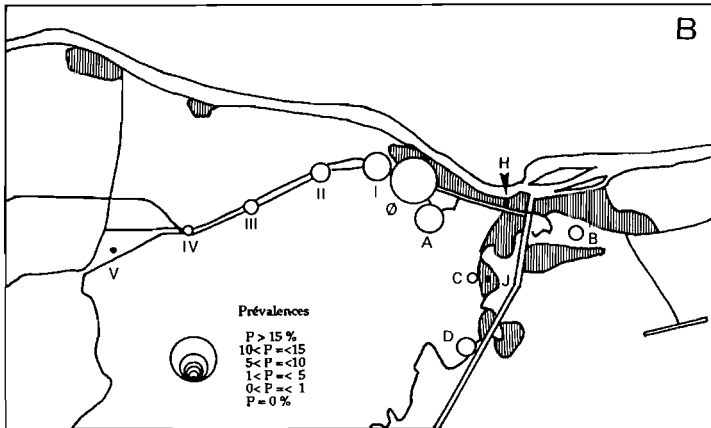 B
H
I
II
Ø
III
A
IV
B
V
C
J
D
Prévalences
P > 15 %
10< P =<15
5< P =<10
1< P =< 5
0< P =< 1
P = 0 %